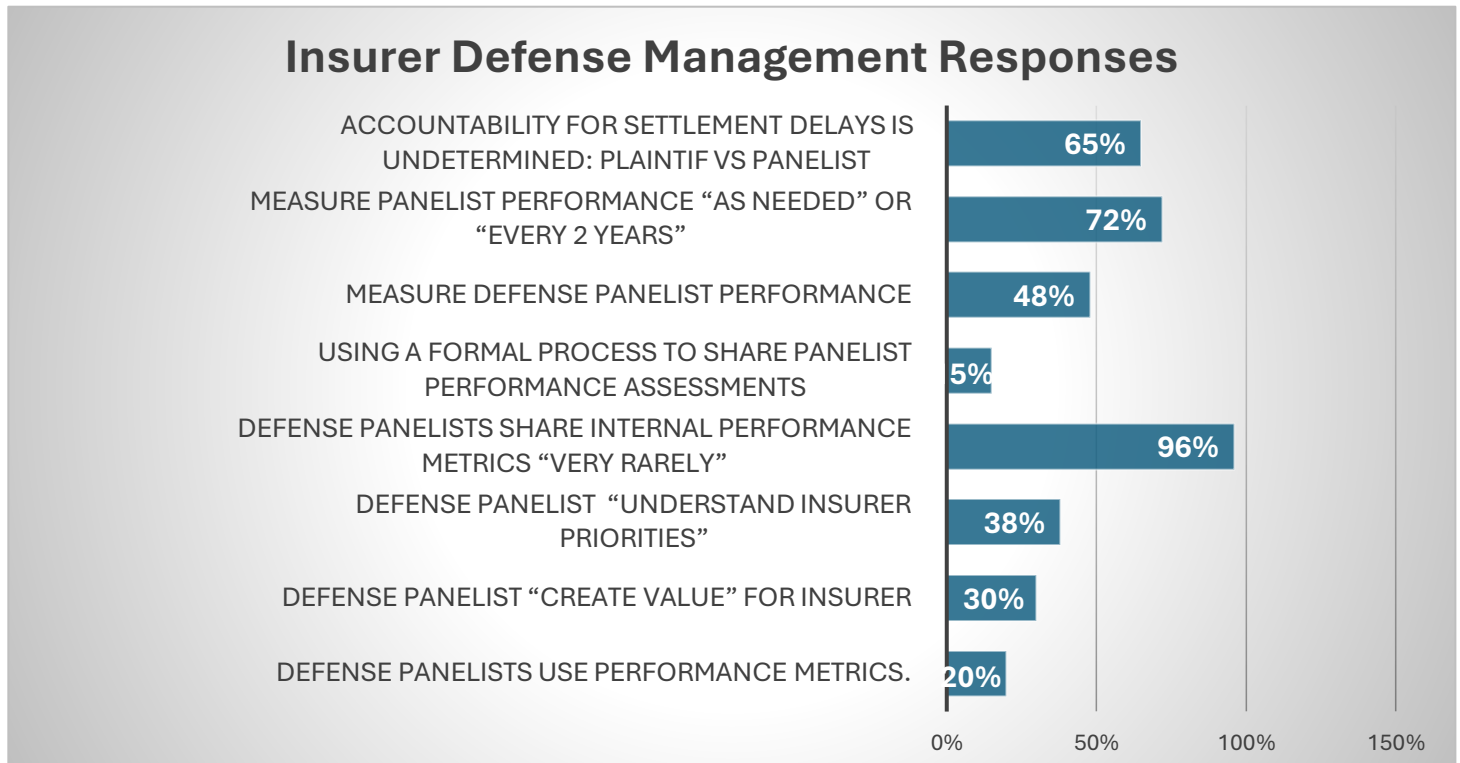 Insurer Defense Management Responses
ACCOUNTABILITY FOR SETTLEMENT DELAYS IS
UNDETERMINED: PLAINTIF VS PANELIST
65%
MEASURE PANELIST PERFORMANCE “AS NEEDED” OR
“EVERY 2 YEARS”
72%
MEASURE DEFENSE PANELIST PERFORMANCE
48%
USING A FORMAL PROCESS TO SHARE PANELIST
PERFORMANCE ASSESSMENTS
5%
DEFENSE PANELISTS SHARE INTERNAL PERFORMANCE
METRICS “VERY RARELY”
96%
DEFENSE PANELIST “UNDERSTAND INSURER
PRIORITIES”
38%
DEFENSE PANELIST “CREATE VALUE” FOR INSURER
30%
DEFENSE PANELISTS USE PERFORMANCE METRICS.
20%
0% 50% 100% 150%